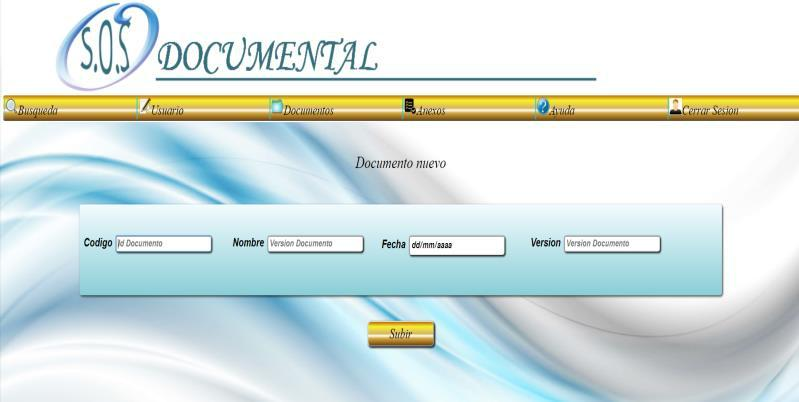 S.O.S DOCUMENTAL
Busqueda Usuario Documentos Anexos Ayuda Cerrar Sesion
Documento nuevo
Codigo Id Documento Nombre Version Documento Fecha dd/mm/aaaa Version Version Documento
Subir